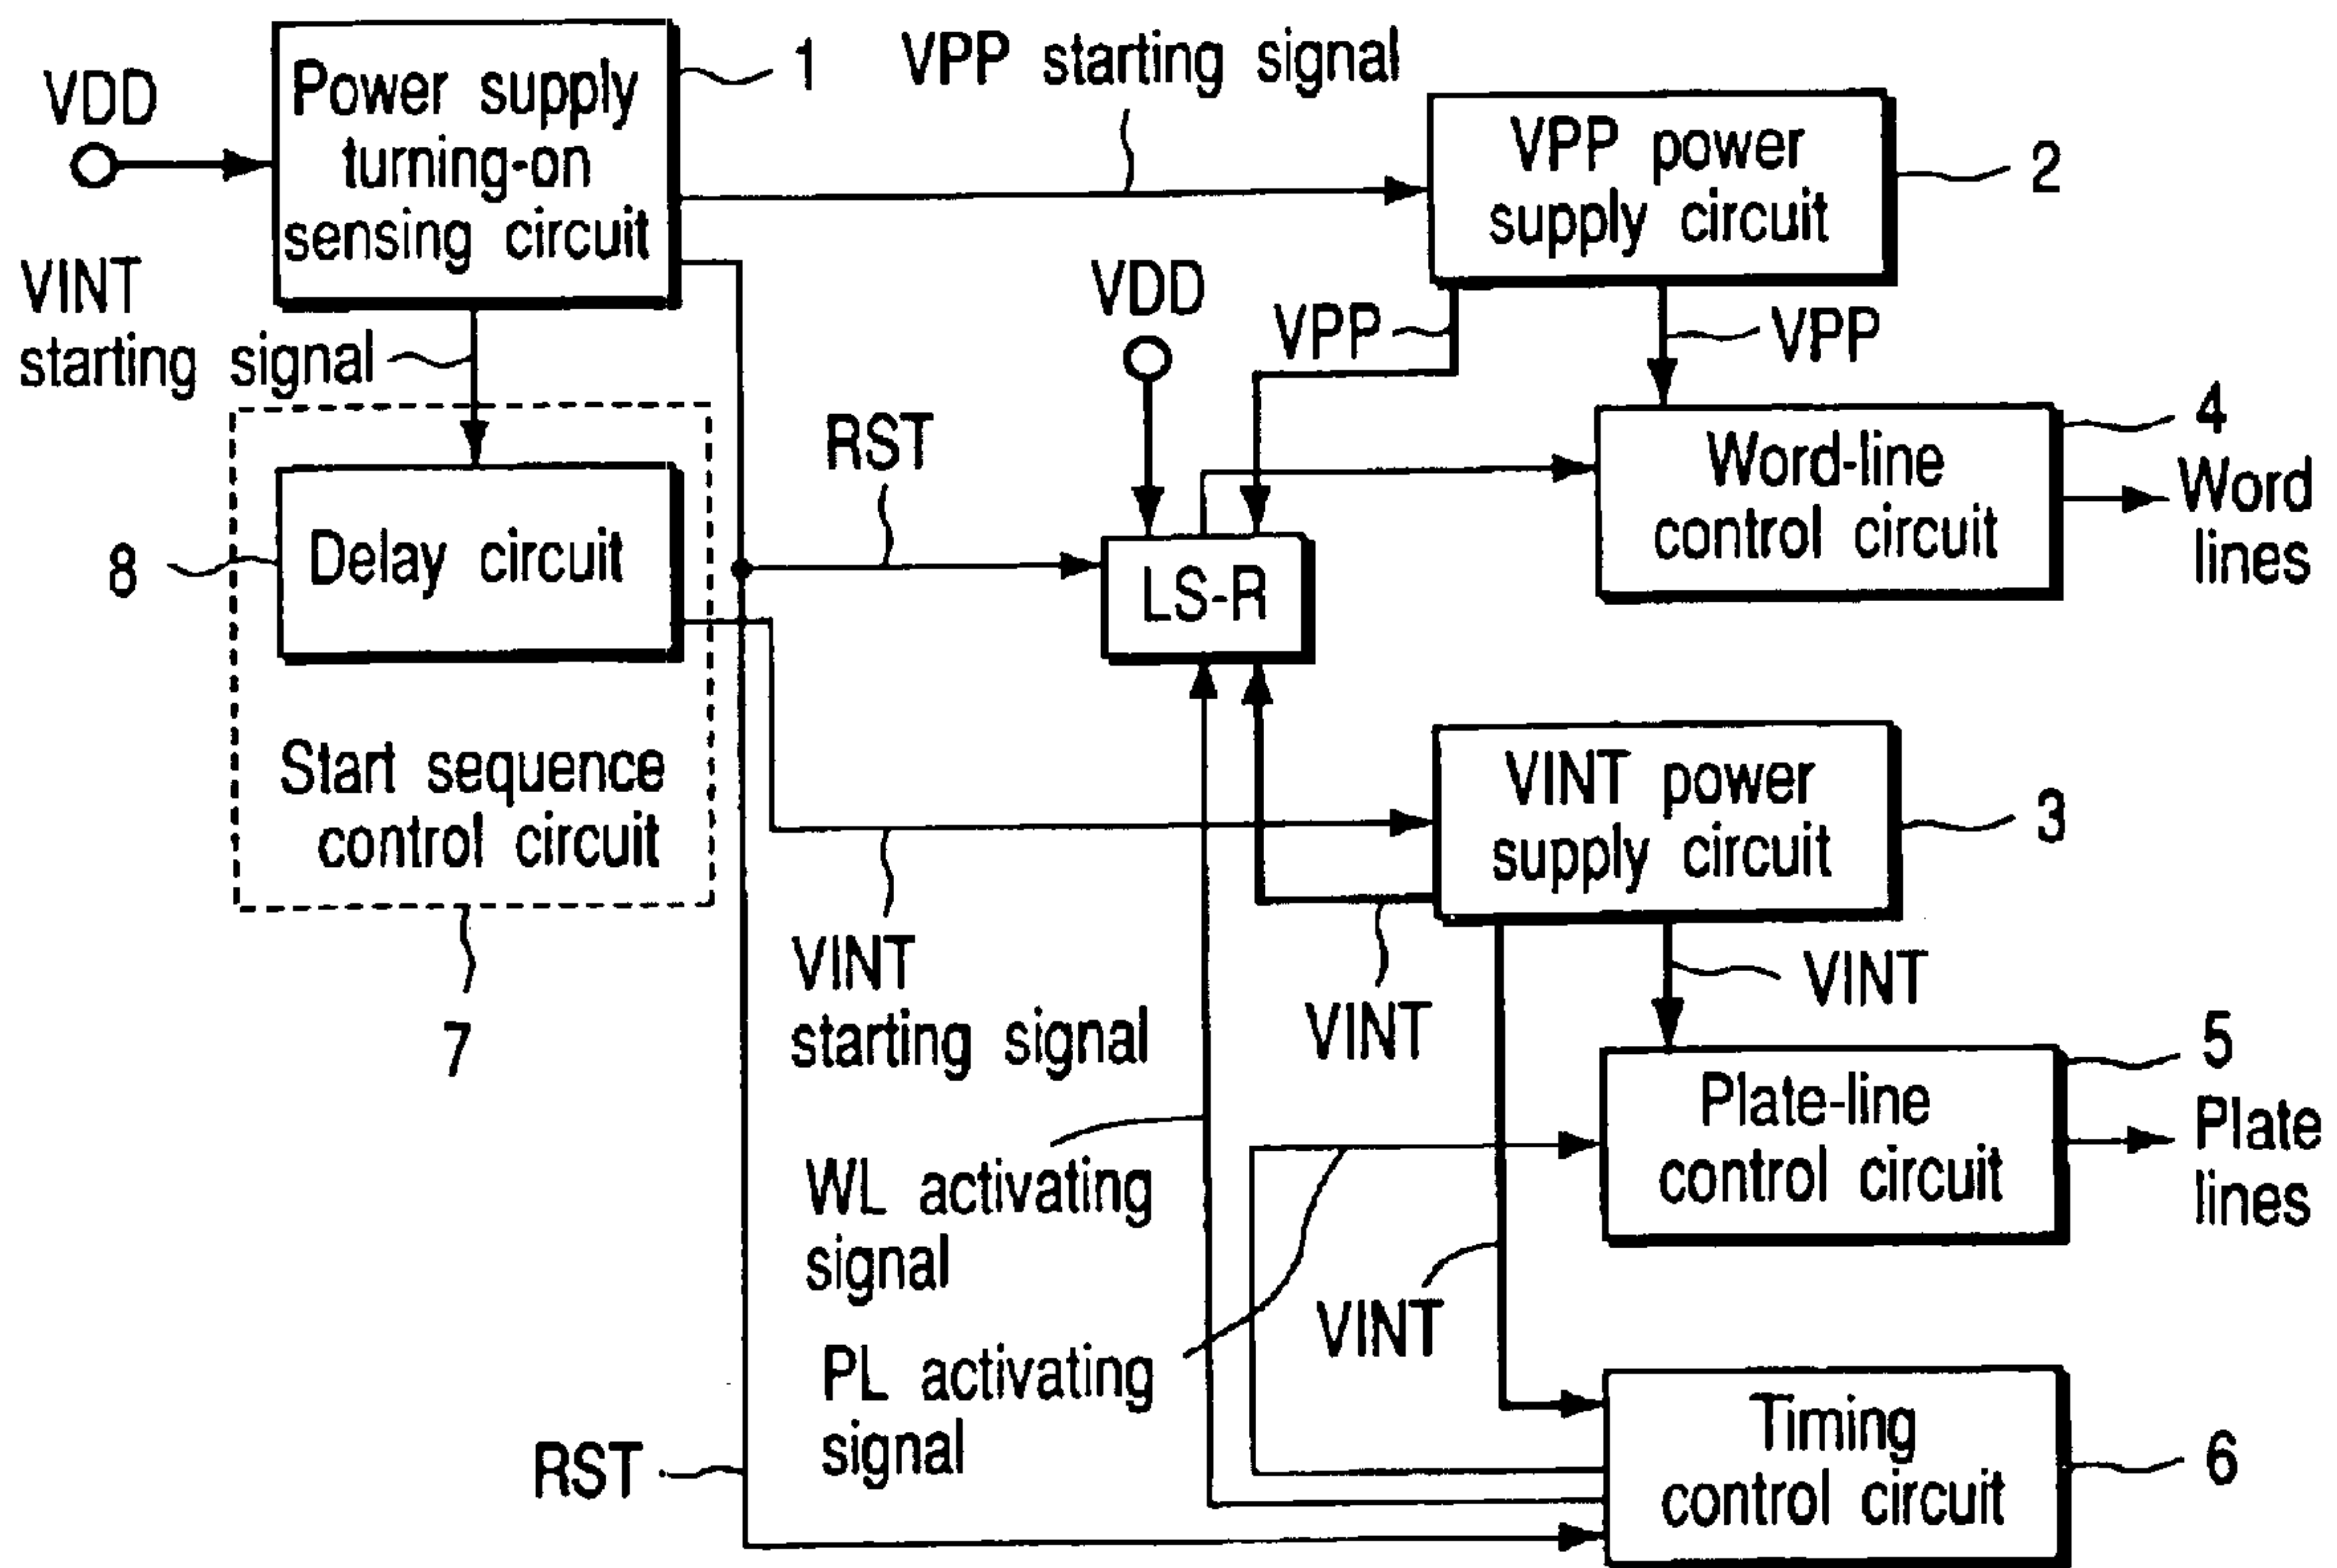 VDD
Power supply
turning-on
sensing circuit
1
VPP starting signal
VPP power
supply circuit
2
VINT
starting signal
VDD
VPP
VPP
Delay circuit
8
RST
LS-R
Word-line
control circuit
4
Word
lines
Start sequence
control circuit
7
VINT power
supply circuit
3
VINT
starting signal
VINT
VINT
Plate-line
control circuit
5
Plate
lines
WL activating
signal
PL activating
signal
VINT
RST
Timing
control circuit
6